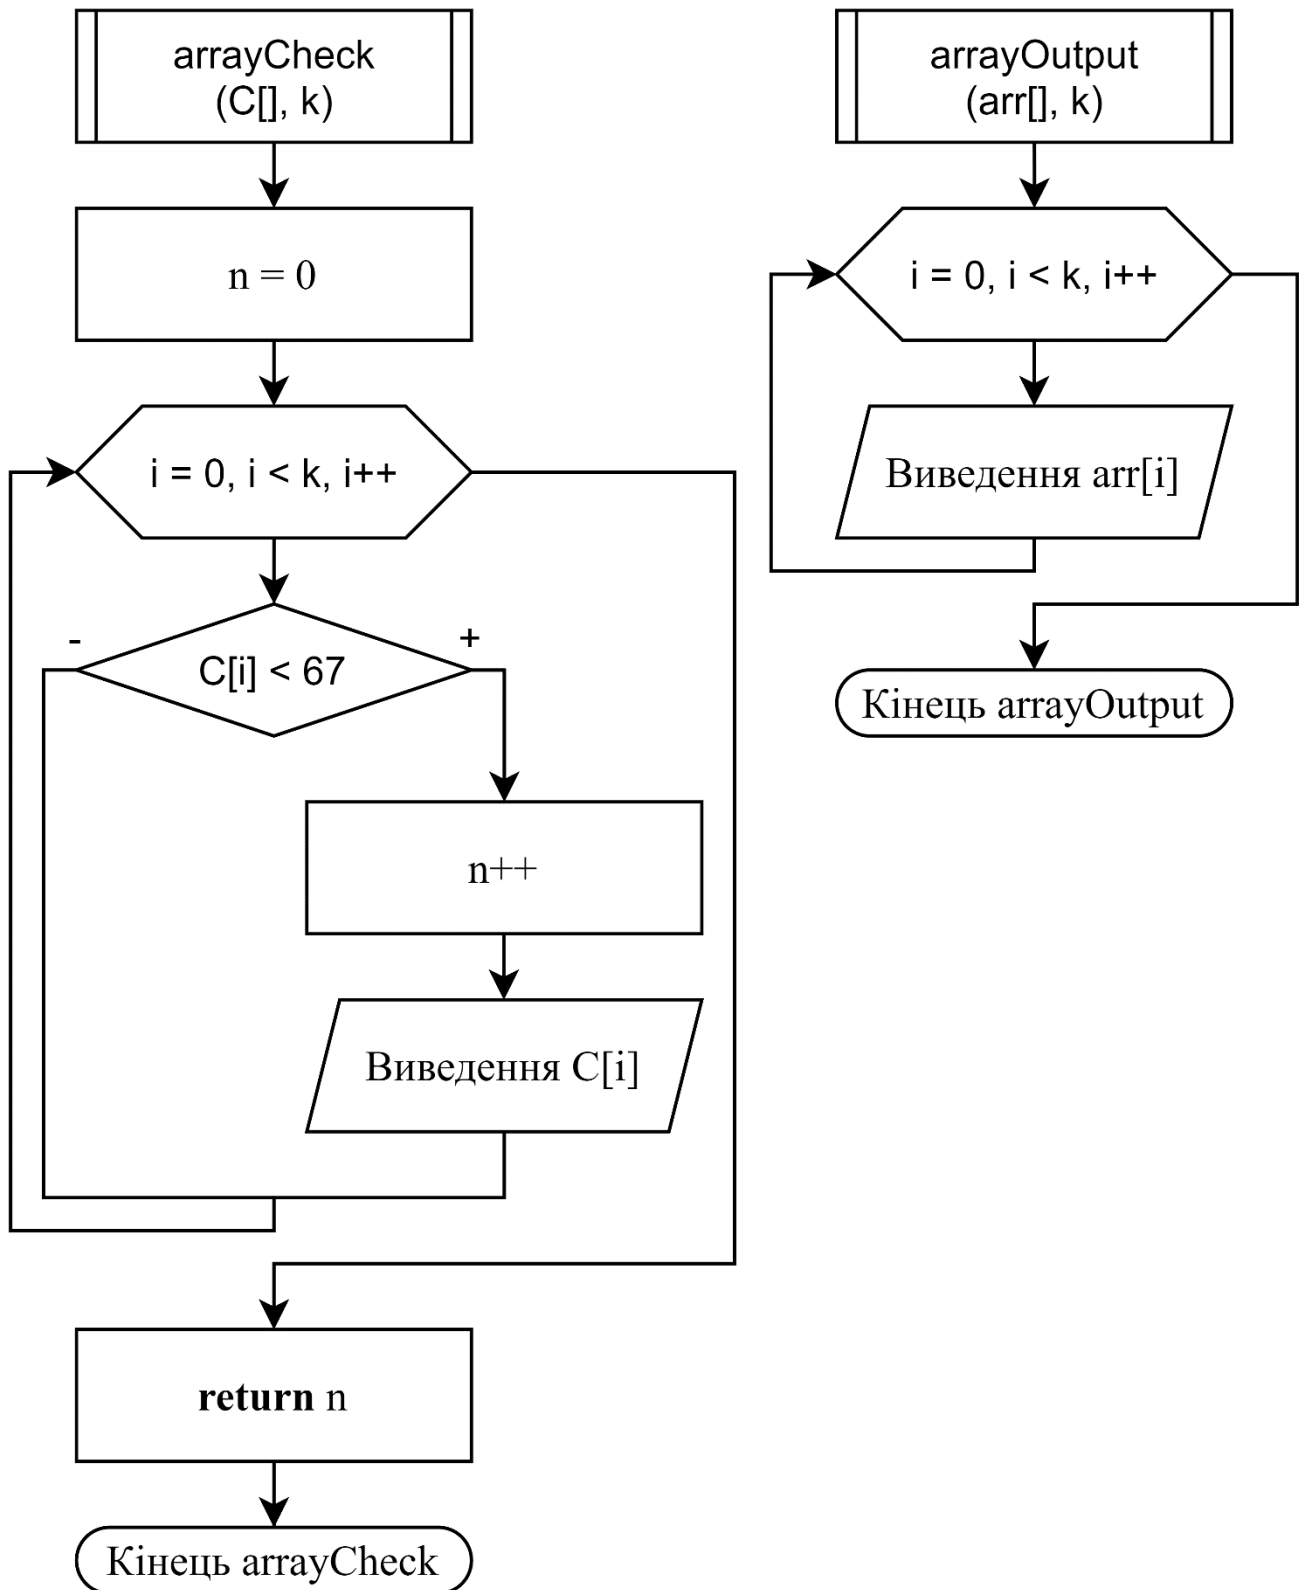 arrayCheck
(C[], k)
n = 0
i = 0, i < k, i++
-
+
C[i] < 67
n++
Виведення C[i]
return n
Кінець arrayCheck
arrayOutput
(arr[], k)
i = 0, i < k, i++
Виведення arr[i]
Кінець arrayOutput